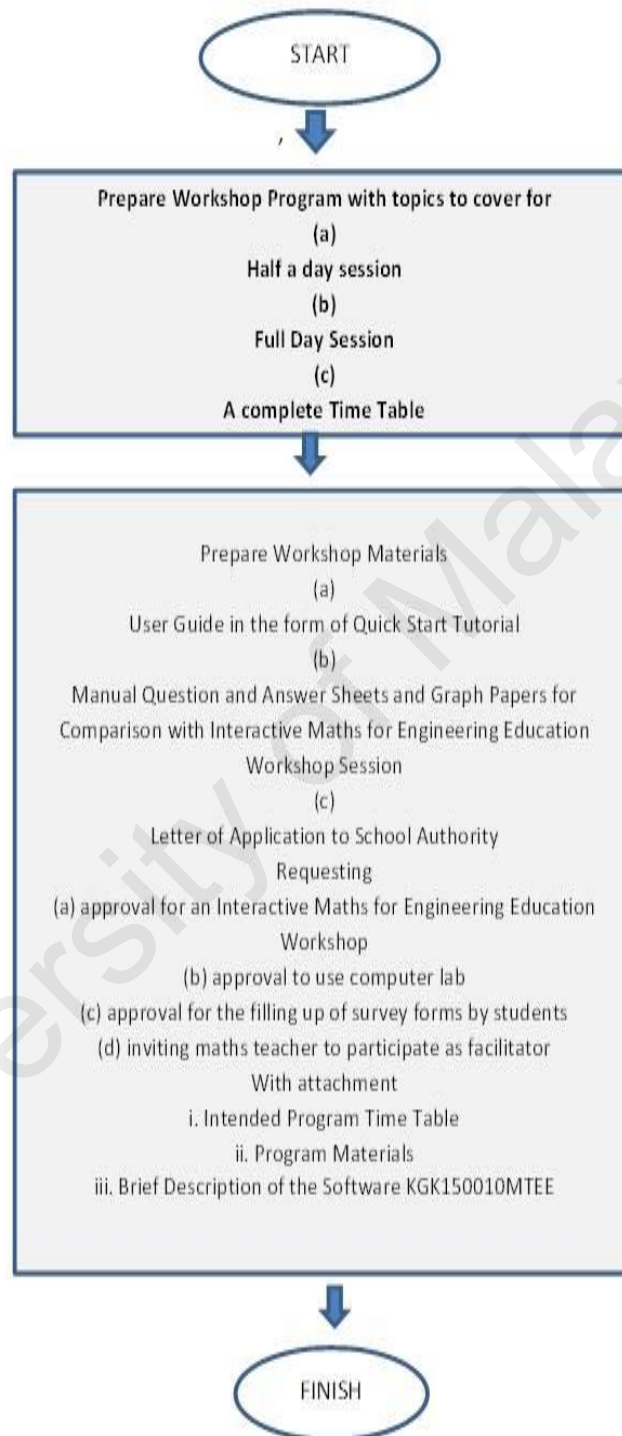 START
,
Prepare Workshop Program with topics to cover for
(a)
Half a day session
(b)
Full Day Session
(c)
A complete Time Table
Prepare Workshop Materials
(a)
User Guide in the form of Quick Start Tutorial
(b)
Manual Question and Answer Sheets and Graph Papers for
Comparison with Interactive Maths for Engineering Education
Workshop Session
(c)
Letter of Application to School Authority
Requesting
(a) approval for an Interactive Maths for Engineering Education
Workshop
(b) approval to use computer lab
(c) approval for the filling up of survey forms by students
(d) inviting maths teacher to participate as facilitator
With attachment
i. Intended Program Time Table
ii. Program Materials
iii. Brief Description of the Software KGK150010MTEE
FINISH
ersity of Mala